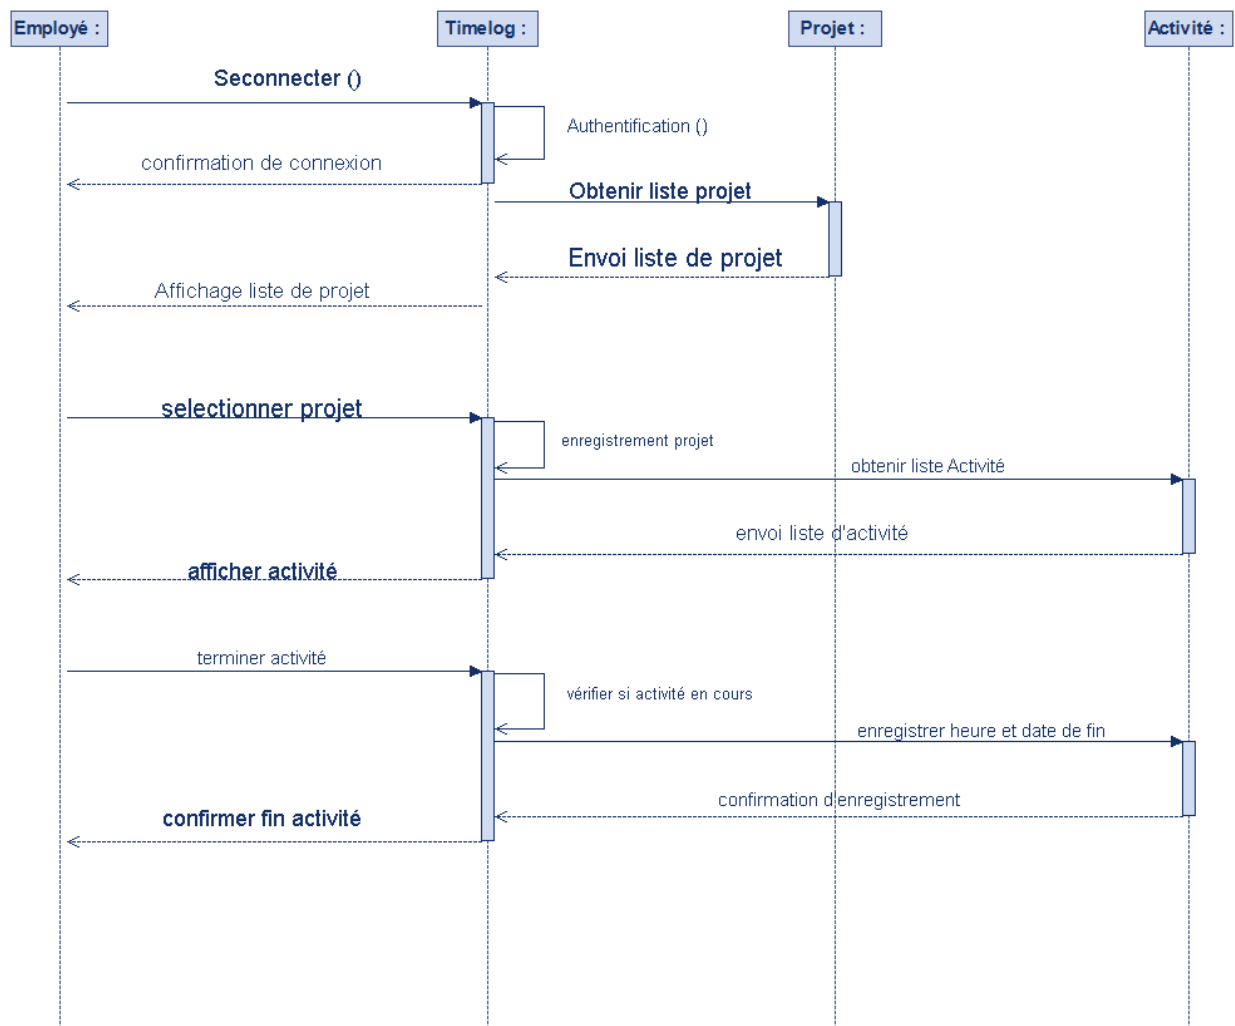 Employé :
Timelog :
Projet :
Activité :
Seconnecter ()
Authentification ()
confirmation de connexion
Obtenir liste projet
Envoi liste de projet
Affichage liste de projet
selectionner projet
enregistrement projet
obtenir liste Activité
envoi liste d'activité
afficher activité
terminer activité
vérifier si activité en cours
enregistrer heure et date de fin
confirmation d'enregistrement
confirmer fin activité